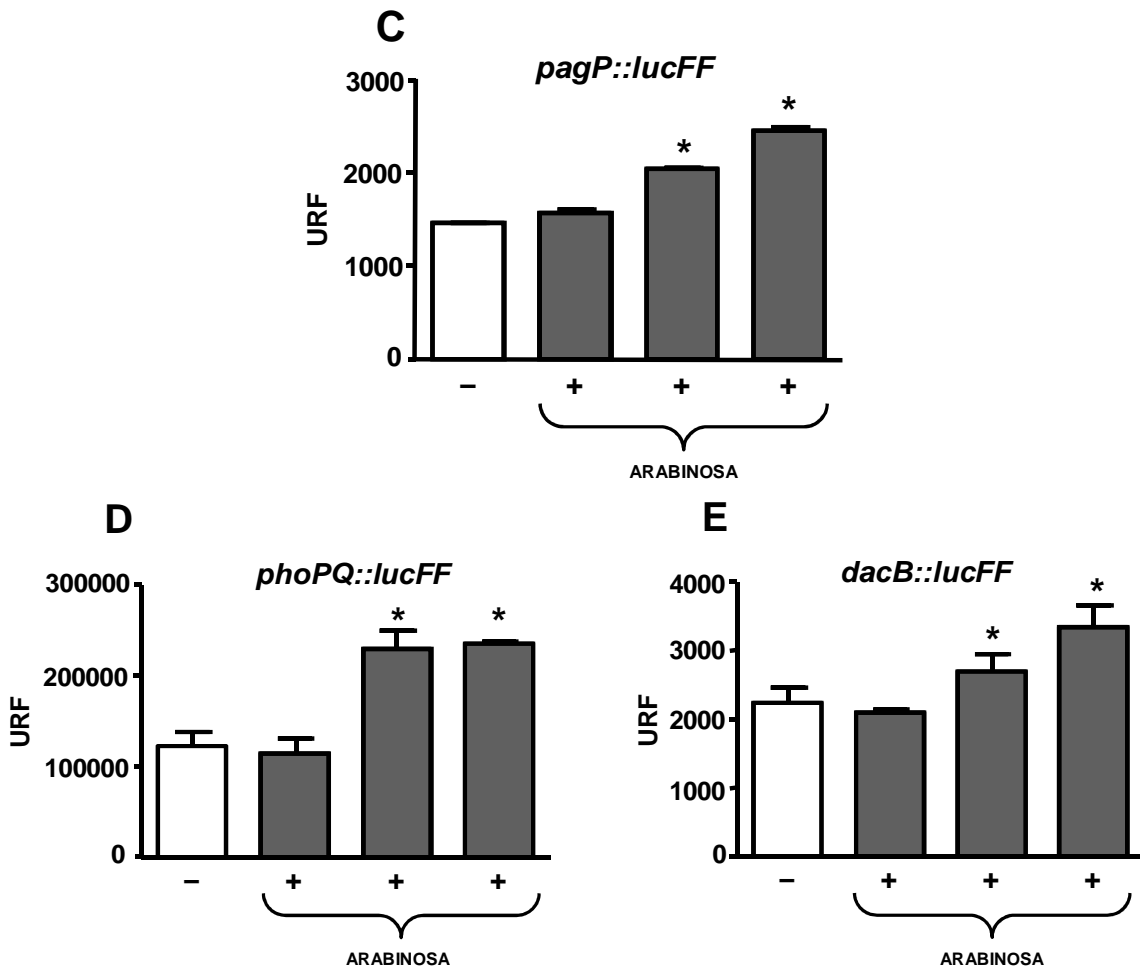 C
pagP::lucFF
3000
2000
1000
0
URF
* *
− + + +
ARABINOSA
D
phoPQ::lucFF
300000
200000
100000
0
URF
* *
− + + +
ARABINOSA
E
dacB::lucFF
4000
3000
2000
1000
0
URF
* *
− + + +
ARABINOSA